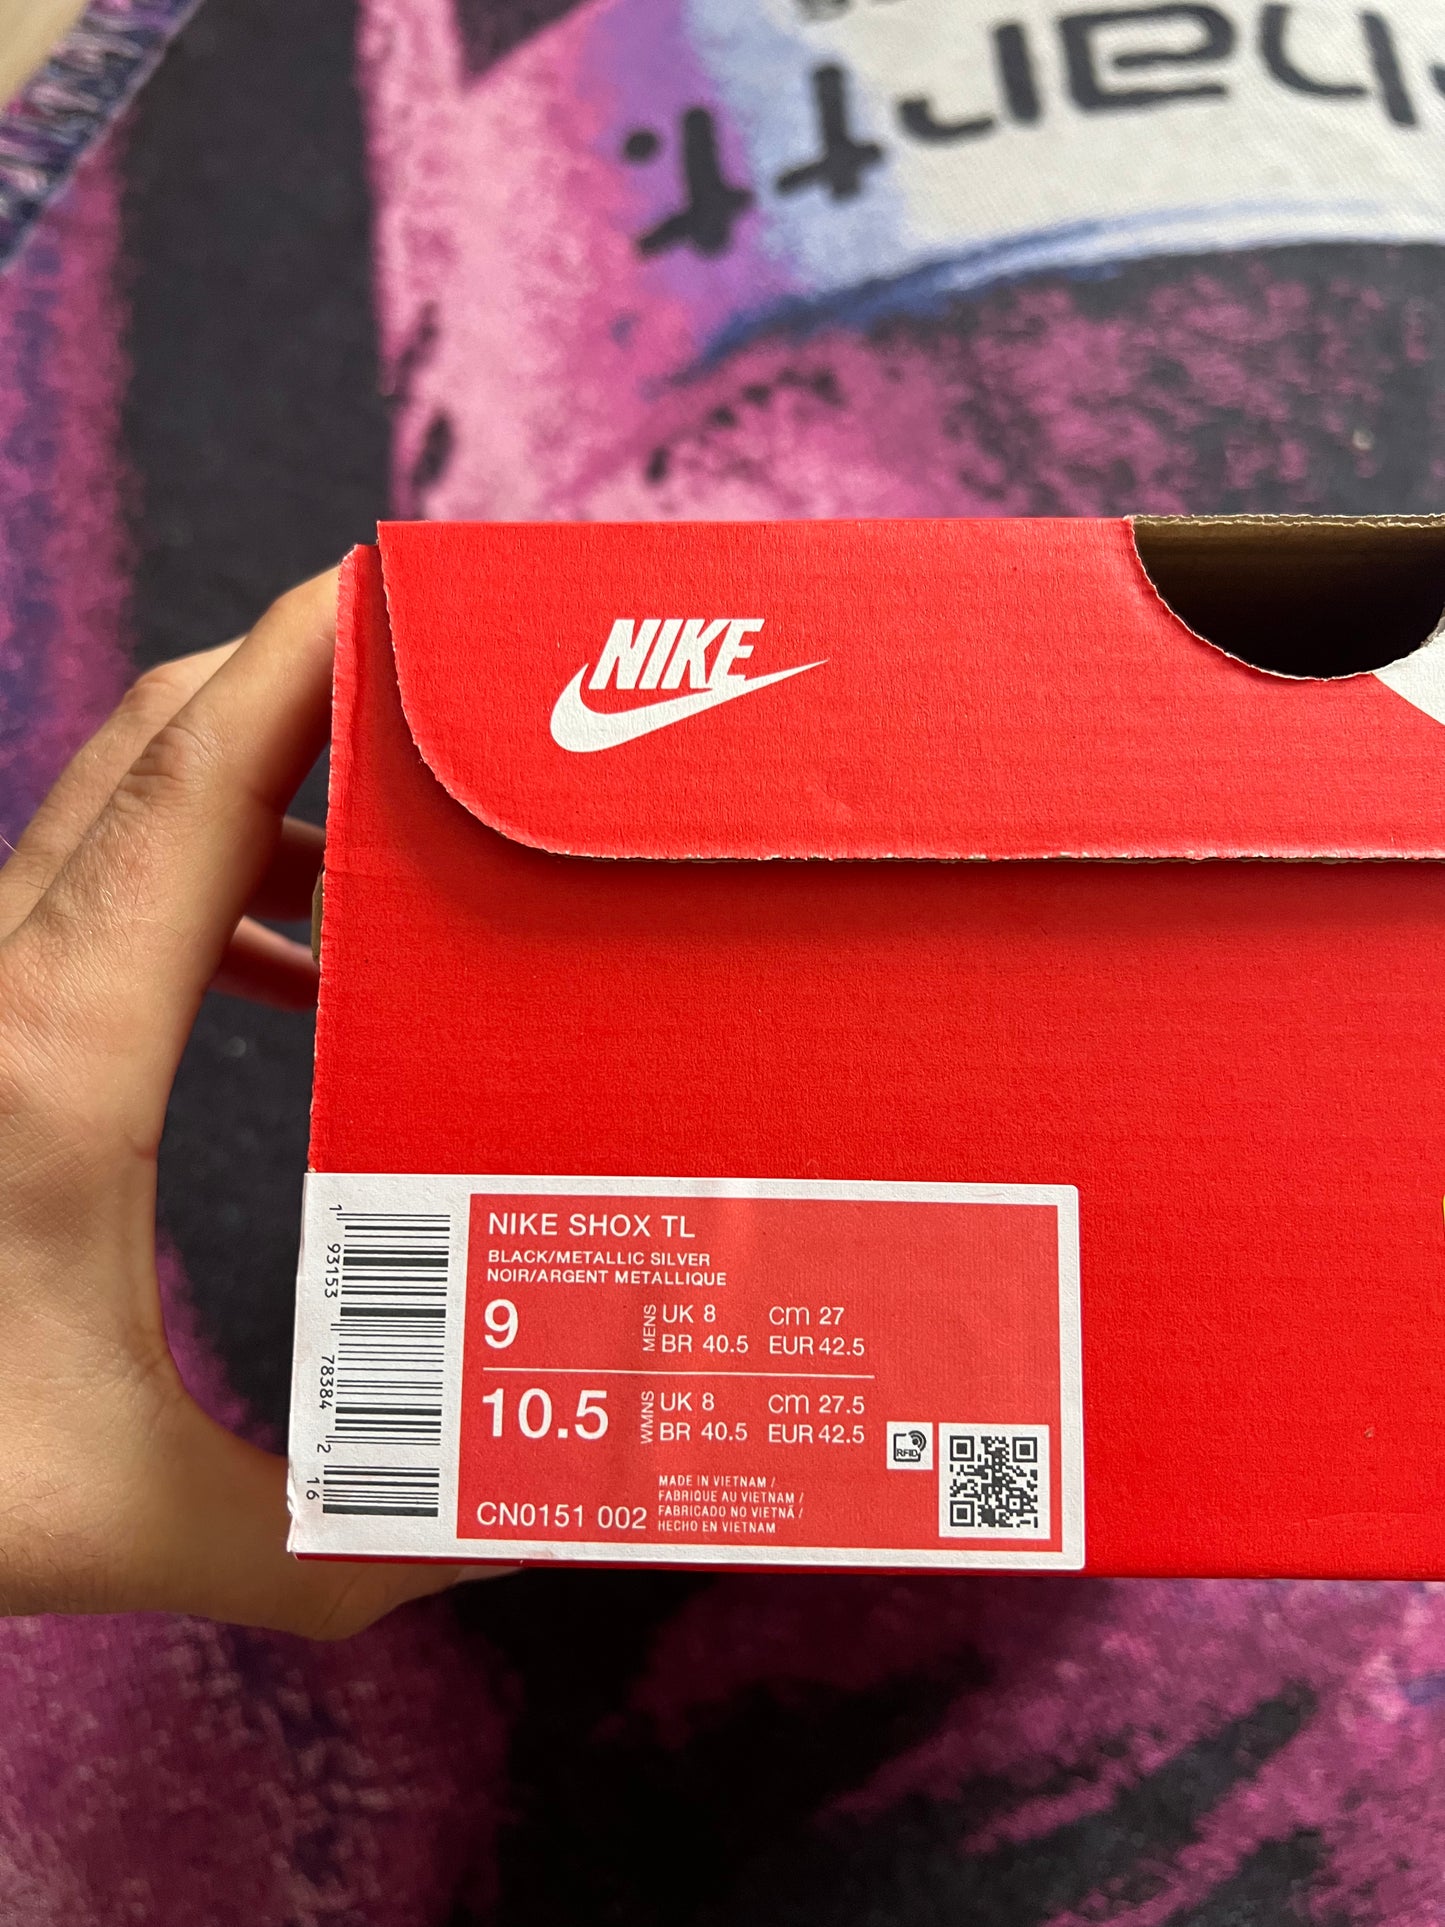 NIKE
NIKE SHOX TL
BLACK/METALLIC SILVER
NOIR/ARGENT METALLIQUE
9 MENS UK 8 cm 27
BR 40.5 EUR 42.5
10.5 WMNS UK 8 cm 27.5
BR 40.5 EUR 42.5
RFID
CN0151 002
MADE IN VIETNAM /
FABRIQUE AU VIETNAM /
FABRICADO NO VIETNÃ /
HECHO EN VIETNAM
1 93153 78384 2 16